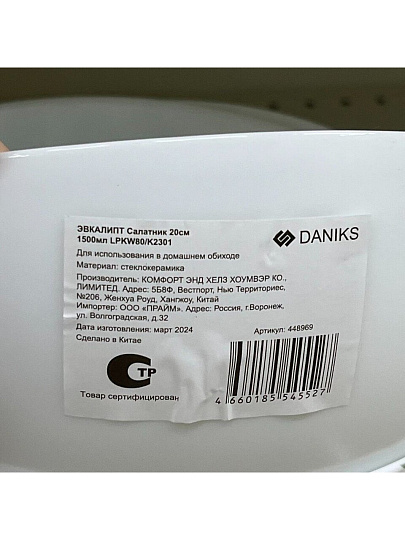 ЭВКАЛИПТ Салатник 20см
1500мл LPKW80/K2301
DANIKS
Для использования в домашнем обиходе
Материал: стеклокерамика
Производитель: КОМФОРТ ЭНД ХЕЛЗ ХОУМВЭР КО.,
ЛИМИТЕД. Адрес: 5Б8Ф, Вестпорт, Нью Территориес,
№206, Женхуа Роуд, Хангкоу, Китай
Импортер: ООО «ПРАЙМ». Адрес: Россия, г.Воронеж,
ул. Волгоградская, д.32
Дата изготовления: март 2024
Артикул: 448969
Сделано в Китае
СТР
Товар сертифицирован
4 660185 545527